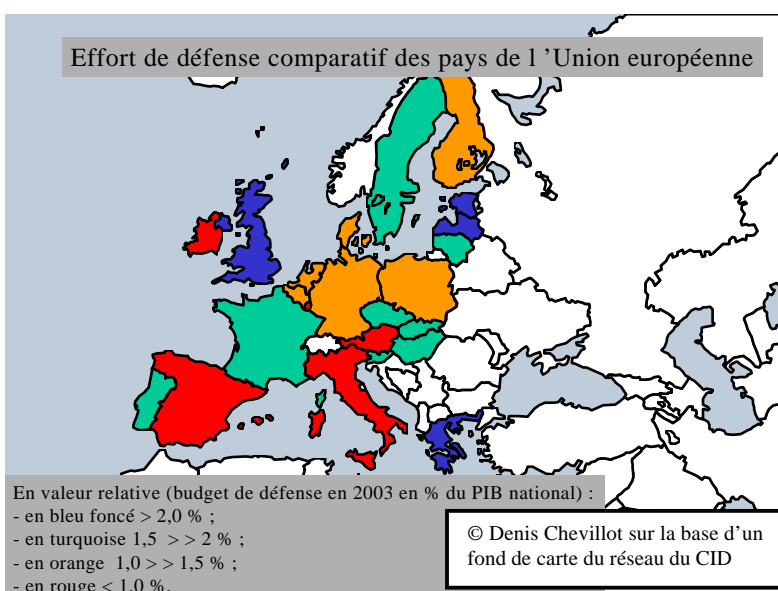 Effort de défense comparatif des pays de l ’Union européenne
En valeur relative (budget de défense en 2003 en % du PIB national) :
- en bleu foncé > 2,0 % ;
- en turquoise 1,5 > > 2 % ;
- en orange 1,0 > > 1,5 % ;
- en rouge < 1,0 %.
© Denis Chevillot sur la base d’un
fond de carte du réseau du CID